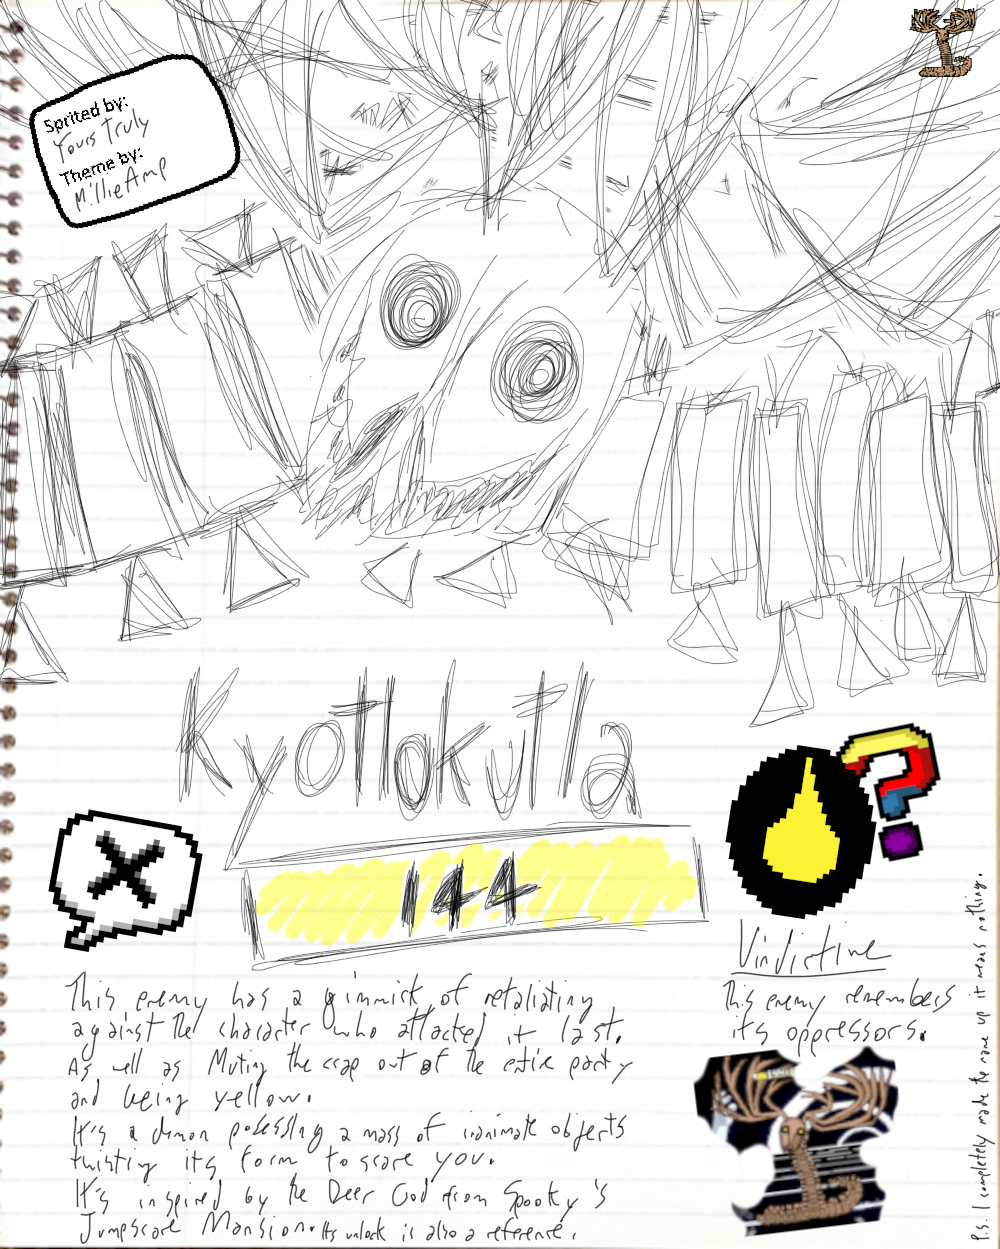 Sprited by:
Yours Truly
Theme by:
MillieAmp
Kyotlokutla
144
Vindictive
This enemy remembers
its oppressors.
This enemy has a gimmick of retaliating
against the character who attacked it last.
As well as Muting the crap out of the entire party
and being yellow.
It's a demon posessing a mass of inanimate objects
twisting its form to scare you.
It's inspired by the Deer God from Spooky's
Jumpscare Mansion. Its unlock is also a reference.
P.s. I completely made the name up it means nothing.